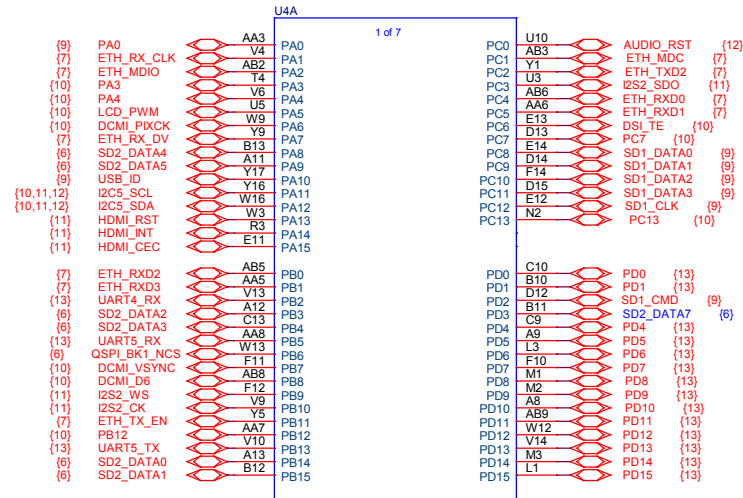 U4A
1 of 7
{9} PA0 AA3 PA0 PC0 U10 AUDIO_RST {12}
{7} ETH_RX_CLK V4 PA1 PC1 AB3 ETH_MDC {7}
{7} ETH_MDIO AB2 PA2 PC2 Y1 ETH_TXD2 {7}
{10} PA3 T4 PA3 PC3 U3 I2S2_SDO {11}
{10} PA4 V6 PA4 PC4 AB6 ETH_RXD0 {7}
{10} LCD_PWM U5 PA5 PC5 AA6 ETH_RXD1 {7}
{10} DCMI_PIXCK W9 PA6 PC6 E13 DSI_TE {10}
{7} ETH_RX_DV Y9 PA7 PC7 D13 PC7 {10}
{6} SD2_DATA4 B13 PA8 PC8 E14 SD1_DATA0 {9}
{6} SD2_DATA5 A11 PA9 PC9 D14 SD1_DATA1 {9}
{9} USB_ID Y17 PA10 PC10 F14 SD1_DATA2 {9}
{10,11,12} I2C5_SCL Y16 PA11 PC11 D15 SD1_DATA3 {9}
{10,11,12} I2C5_SDA W16 PA12 PC12 E12 SD1_CLK {9}
{11} HDMI_RST W3 PA13 PC13 N2 PC13 {10}
{11} HDMI_INT R3 PA14
{11} HDMI_CEC E11 PA15
{7} ETH_RXD2 AB5 PB0 PD0 C10 PD0 {13}
{7} ETH_RXD3 AA5 PB1 PD1 B10 PD1 {13}
{13} UART4_RX V13 PB2 PD2 D12 SD1_CMD {9}
{6} SD2_DATA2 A12 PB3 PD3 B11 SD2_DATA7 {6}
{6} SD2_DATA3 C13 PB4 PD4 C9 PD4 {13}
{13} UART5_RX AA8 PB5 PD5 A9 PD5 {13}
{6} QSPI_BK1_NCS W13 PB6 PD6 L3 PD6 {13}
{10} DCMI_VSYNC F11 PB7 PD7 F10 PD7 {13}
{10} DCMI_D6 AB8 PB8 PD8 M1 PD8 {13}
{11} I2S2_WS F12 PB9 PD9 M2 PD9 {13}
{11} I2S2_CK V9 PB10 PD10 A8 PD10 {13}
{7} ETH_TX_EN Y5 PB11 PD11 AB9 PD11 {13}
{10} PB12 AA7 PB12 PD12 W12 PD12 {13}
{13} UART5_TX V10 PB13 PD13 V14 PD13 {13}
{6} SD2_DATA0 A13 PB14 PD14 M3 PD14 {13}
{6} SD2_DATA1 B12 PB15 PD15 L1 PD15 {13}